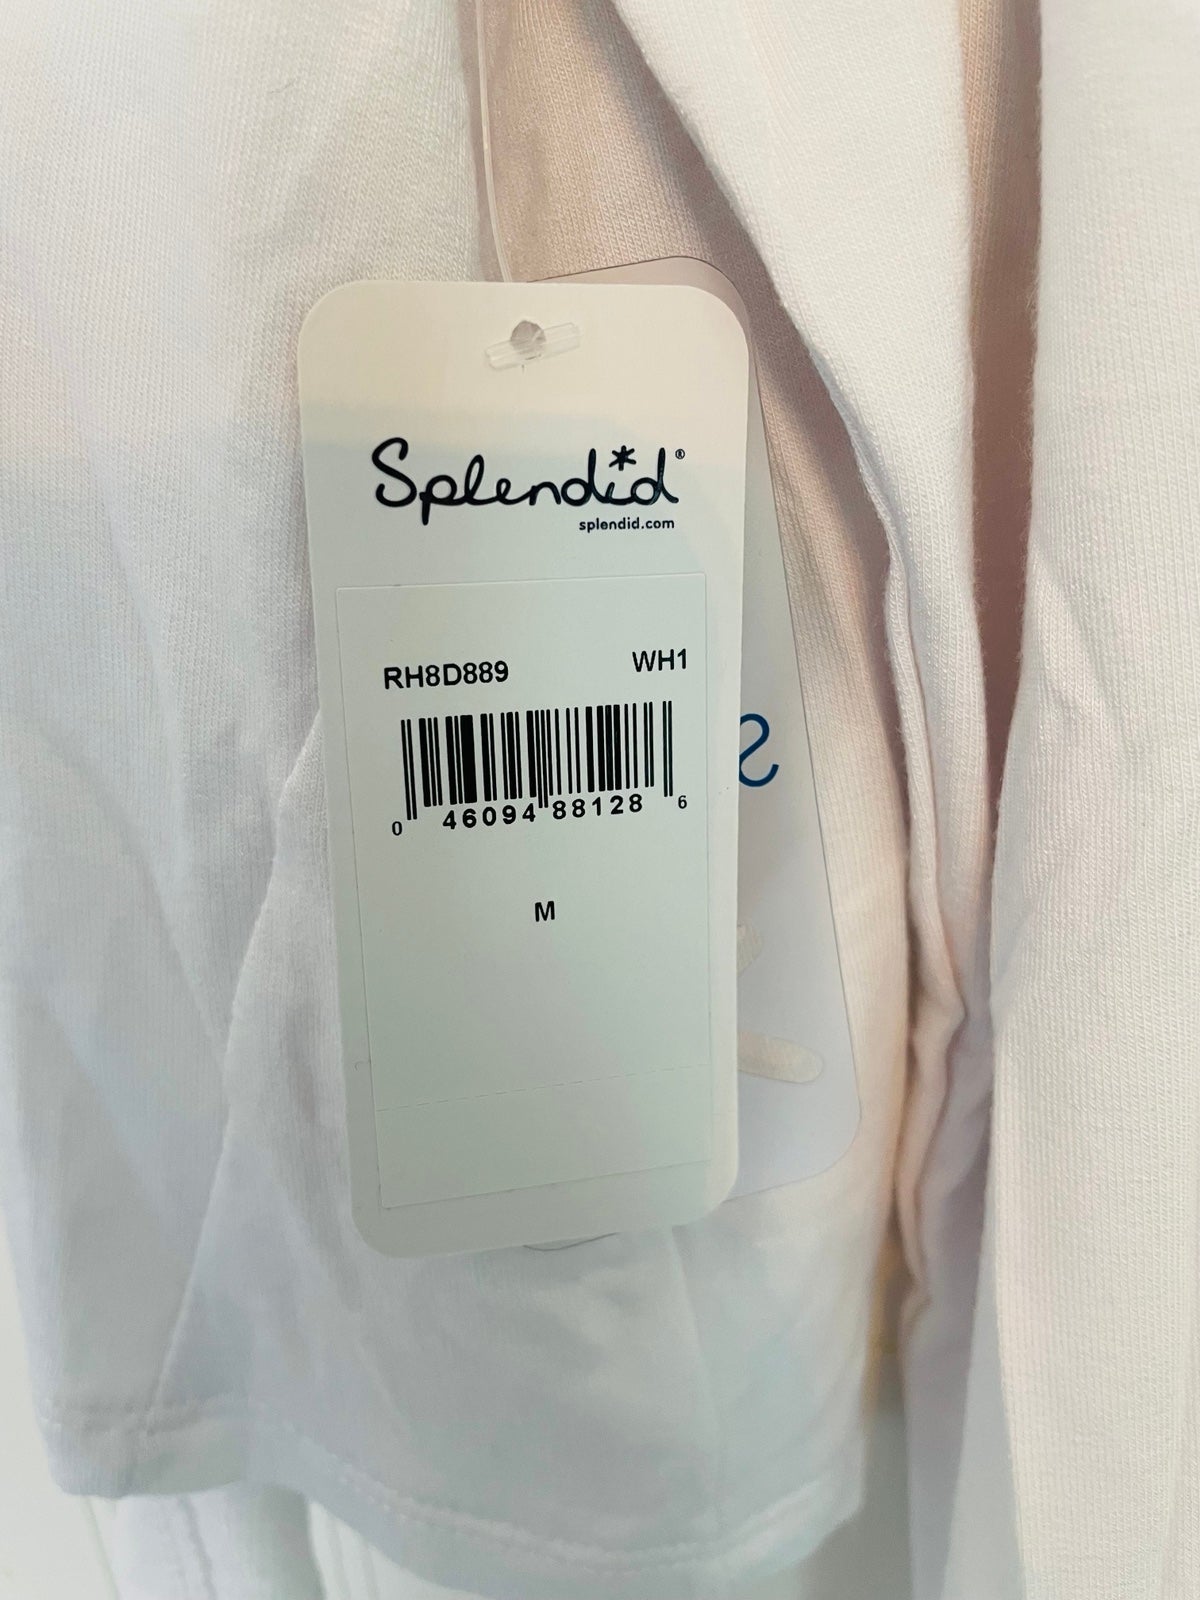 Splendid®
splendid.com
RH8D889 WH1
0 46094 88128 6
M